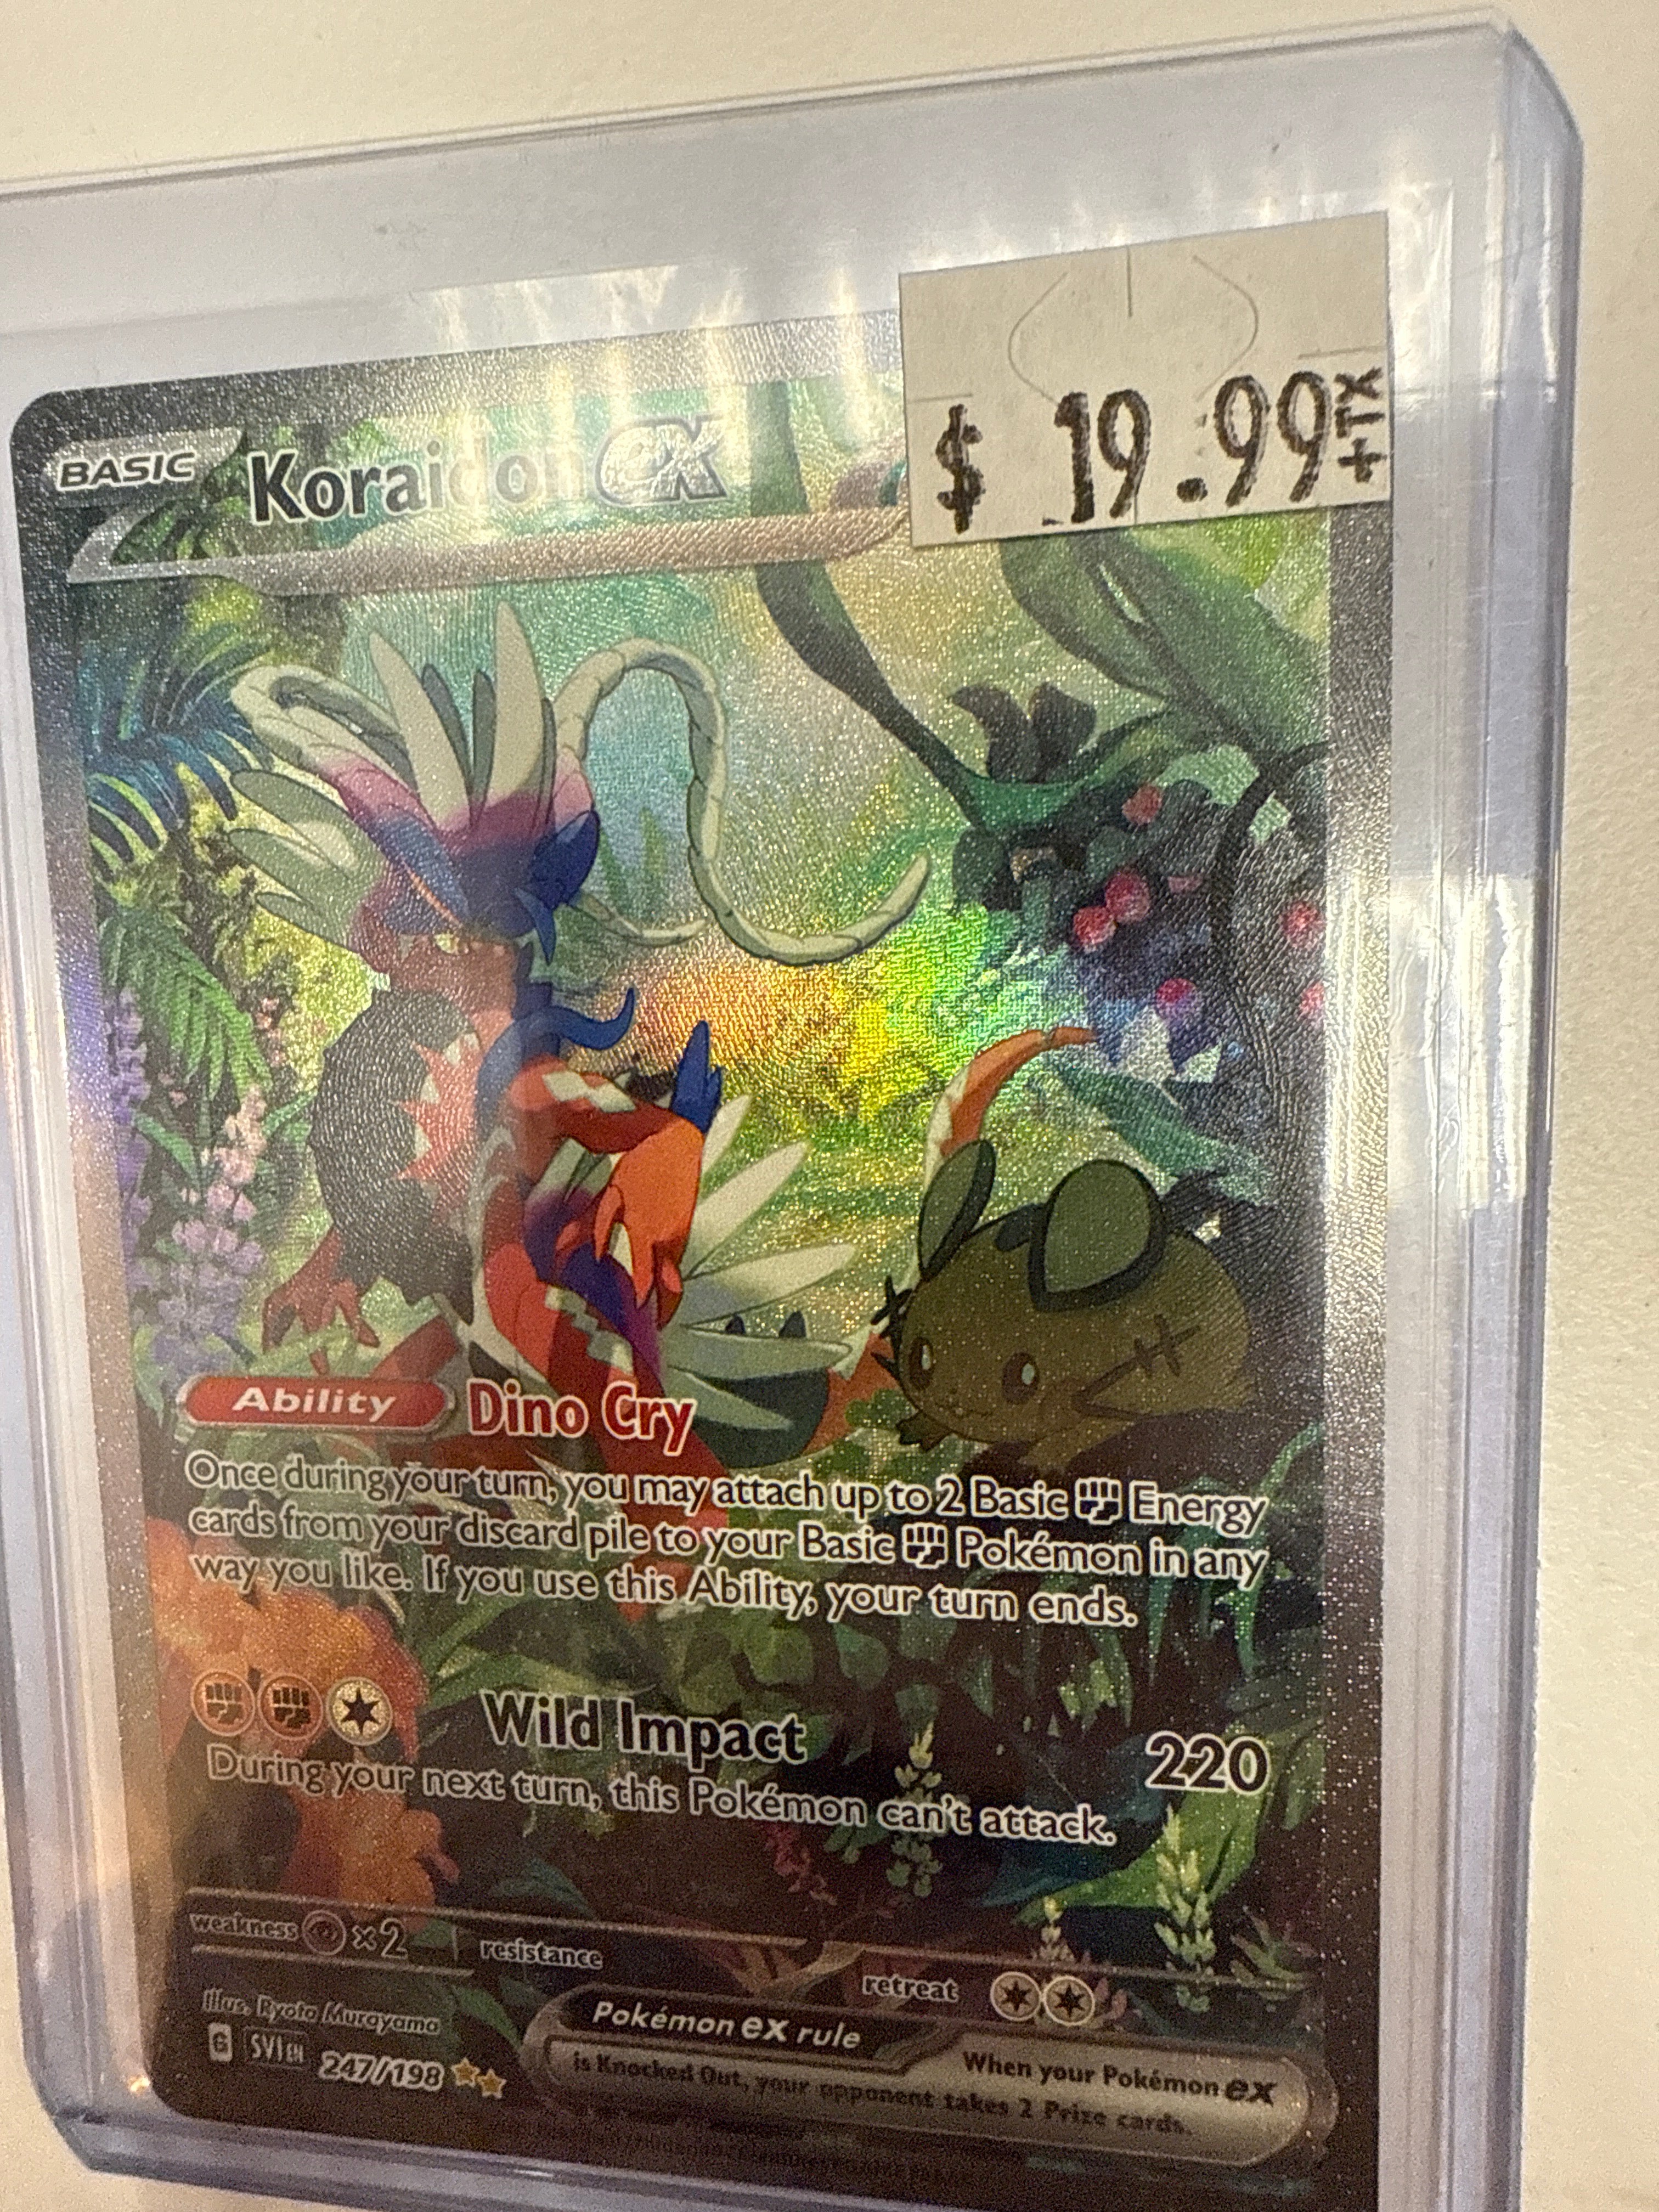 $ 19.99 +TX
BASIC Koraidon ex
Ability Dino Cry
Once during your turn, you may attach up to 2 Basic Energy
cards from your discard pile to your Basic Pokémon in any
way you like. If you use this Ability, your turn ends.
Wild Impact 220
During your next turn, this Pokémon can't attack.
weakness ×2 resistance retreat
Illus. Ryota Murayama
G SVI EN 247/198
Pokémon ex rule
When your Pokémon ex
is Knocked Out, your opponent takes 2 Prize cards.